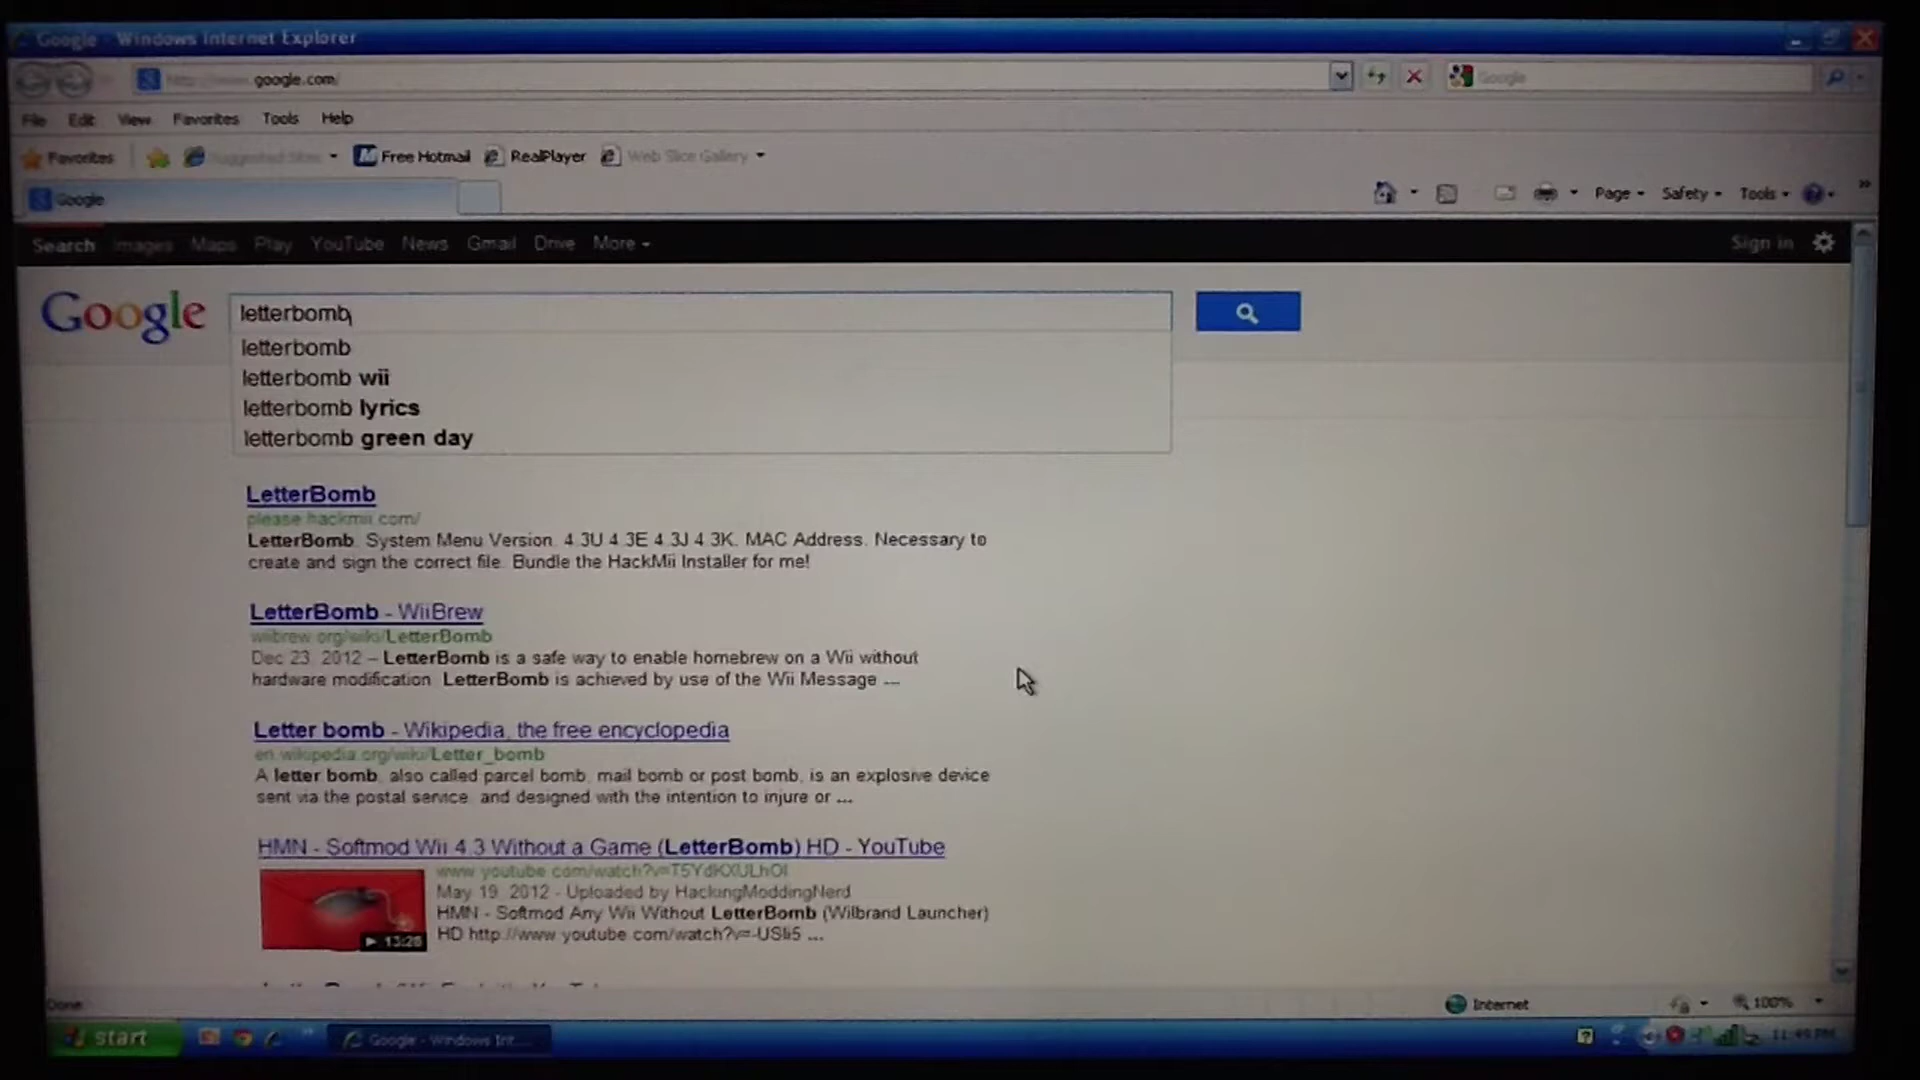 Google - Windows Internet Explorer
http://www.google.com/
Google
File Edit View Favorites Tools Help
Favorites Suggested Sites Free Hotmail RealPlayer Web Slice Gallery
Google
Page Safety Tools
Search Images Maps Play YouTube News Gmail Drive More
Sign in
Google
letterbomb
letterbomb
letterbomb wii
letterbomb lyrics
letterbomb green day
LetterBomb
please.hackmii.com/
LetterBomb. System Menu Version. 4.3U 4.3E 4.3J 4.3K. MAC Address. Necessary to
create and sign the correct file. Bundle the HackMii Installer for me!
LetterBomb - WiiBrew
wiibrew.org/wiki/LetterBomb
Dec 23, 2012 – LetterBomb is a safe way to enable homebrew on a Wii without
hardware modification. LetterBomb is achieved by use of the Wii Message ...
Letter bomb - Wikipedia, the free encyclopedia
en.wikipedia.org/wiki/Letter_bomb
A letter bomb, also called parcel bomb, mail bomb or post bomb, is an explosive device
sent via the postal service, and designed with the intention to injure or ...
HMN - Softmod Wii 4.3 Without a Game (LetterBomb) HD - YouTube
May 19, 2012 - Uploaded by HackingModdingNerd
HMN - Softmod Any Wii Without LetterBomb (Wilbrand Launcher)
HD http://www.youtube.com/watch?v=-USli5 ...
13:26
Done
Internet
100%
start
Google - Windows Int...
11:49 PM